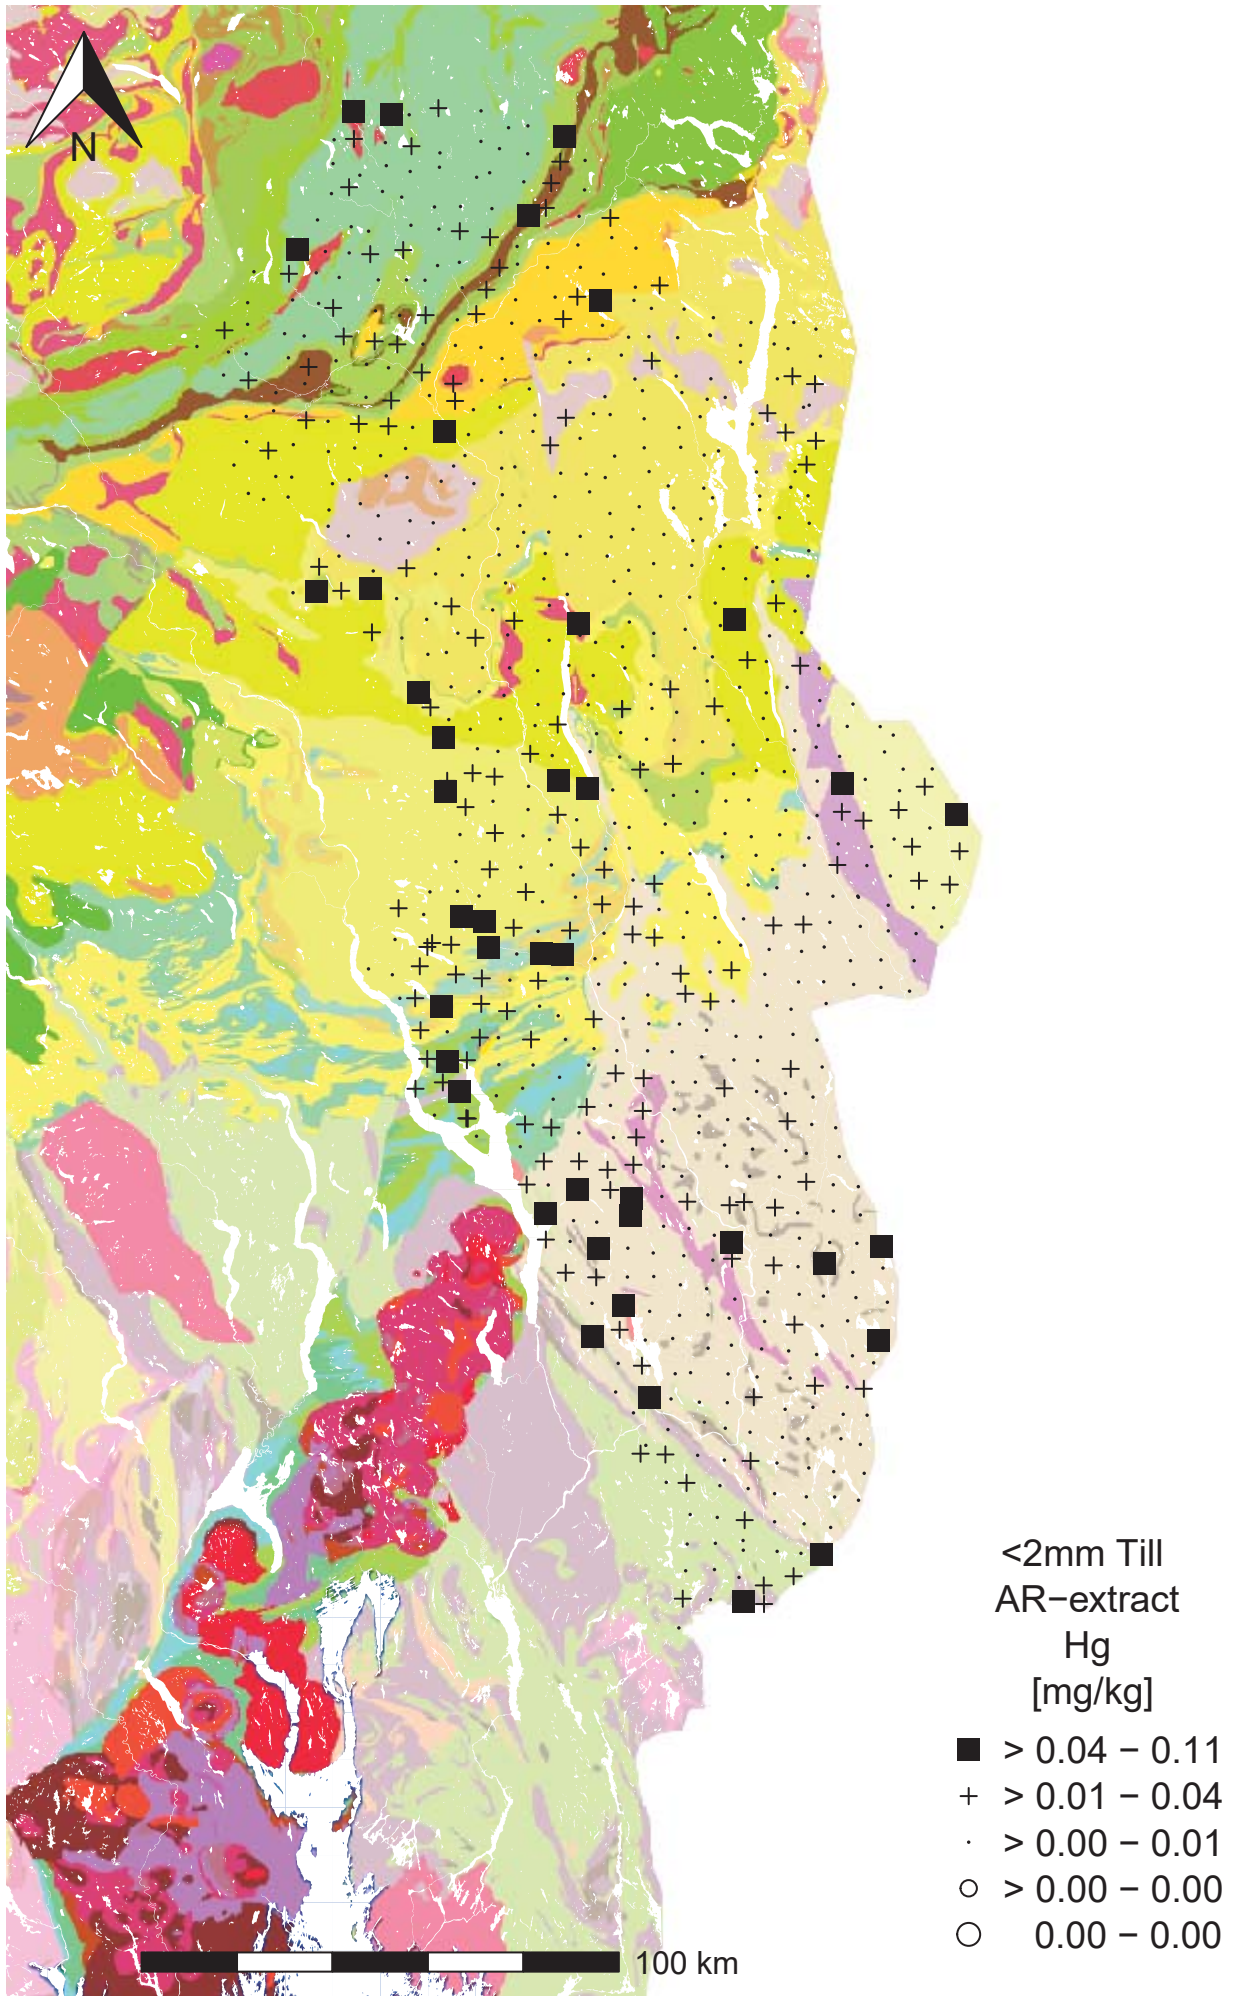 N
<2mm Till
AR−extract
Hg
[mg/kg]
> 0.04 − 0.11
> 0.01 − 0.04
> 0.00 − 0.01
> 0.00 − 0.00
0.00 − 0.00
100 km